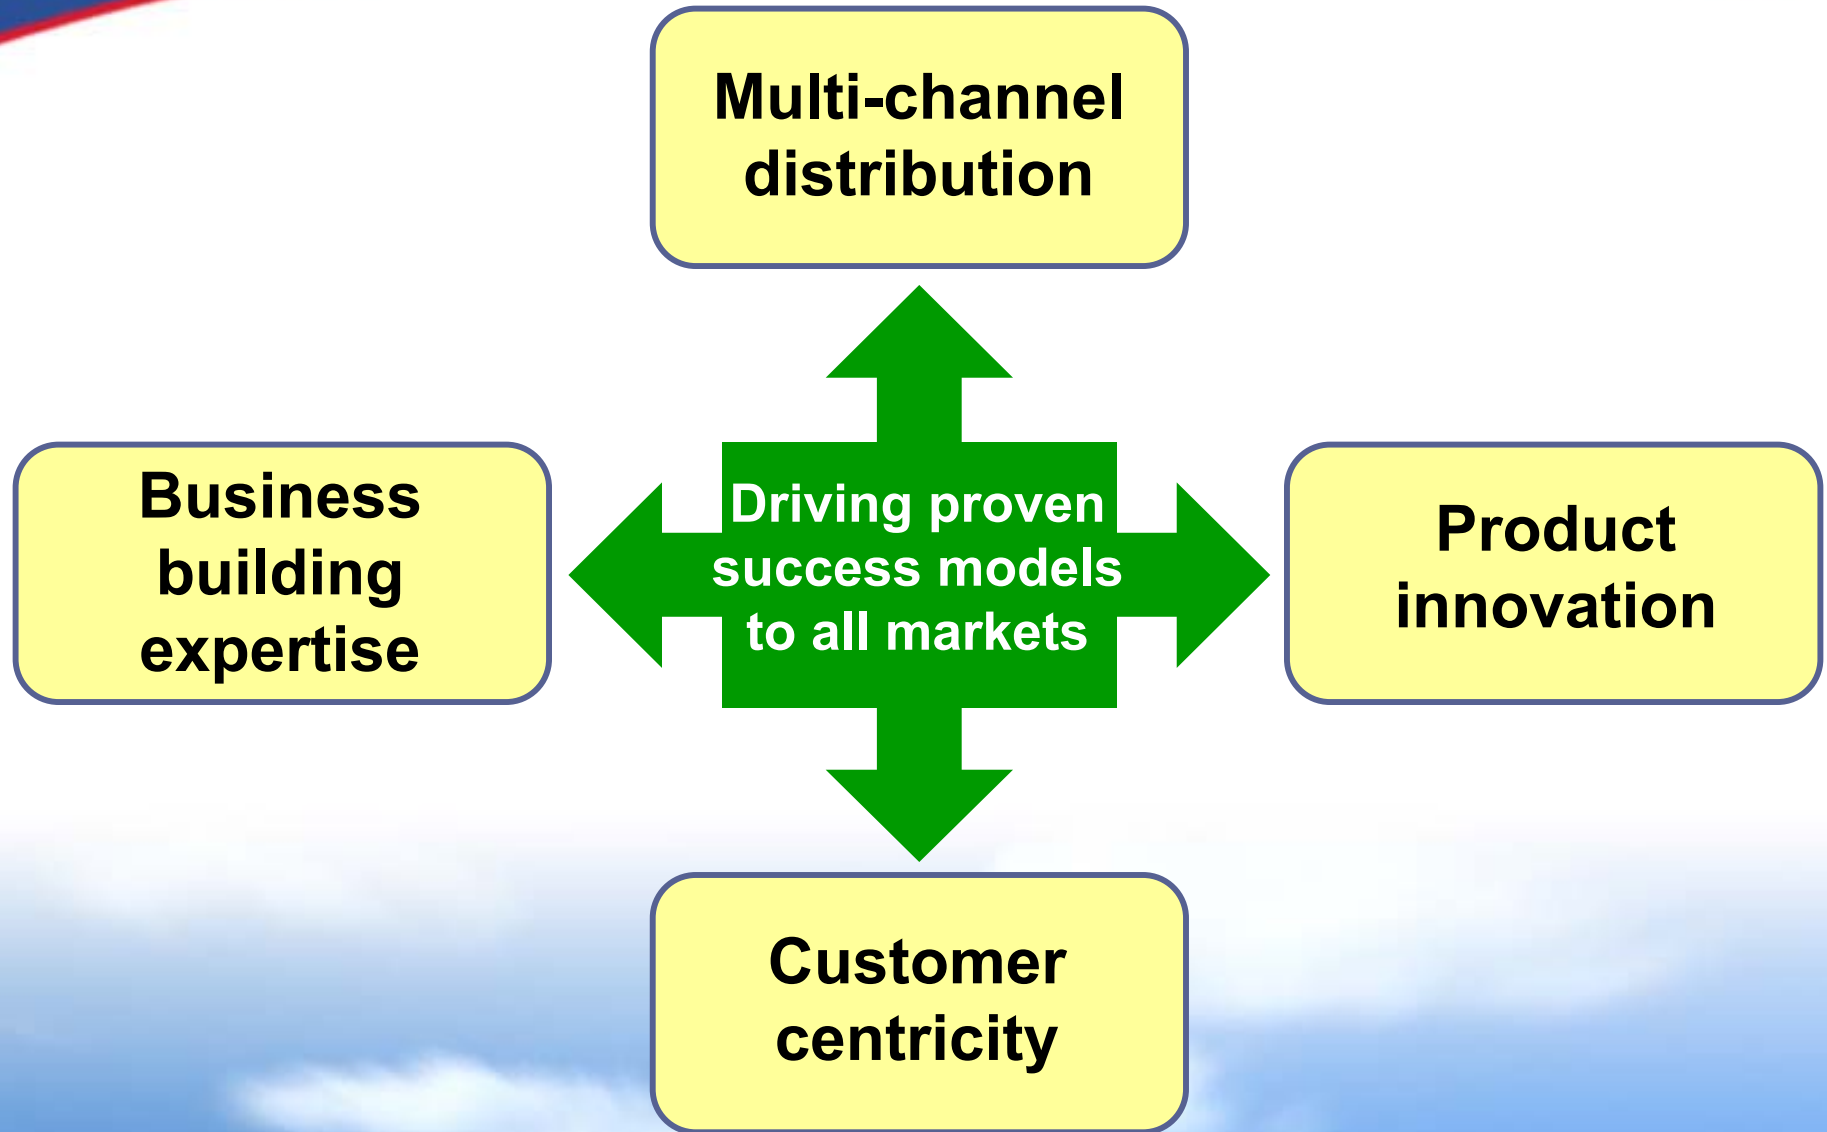 Multi-channel
distribution
Business
building
expertise
Driving proven
success models
to all markets
Product
innovation
Customer
centricity